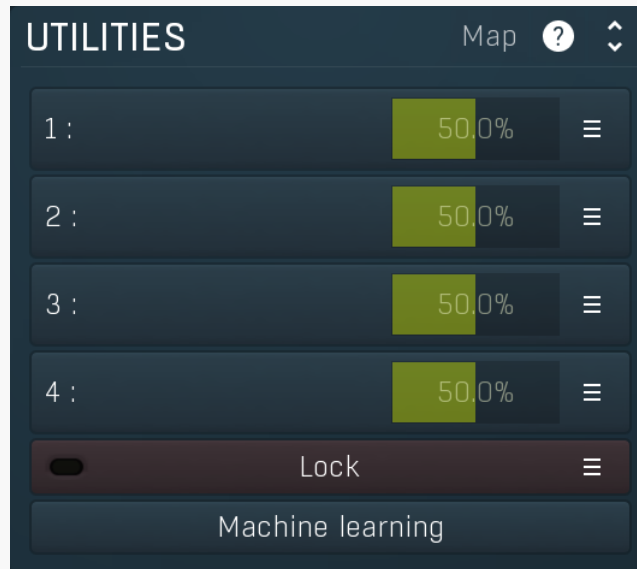 UTILITIES Map ?
1 : 50.0%
2 : 50.0%
3 : 50.0%
4 : 50.0%
Lock
Machine learning